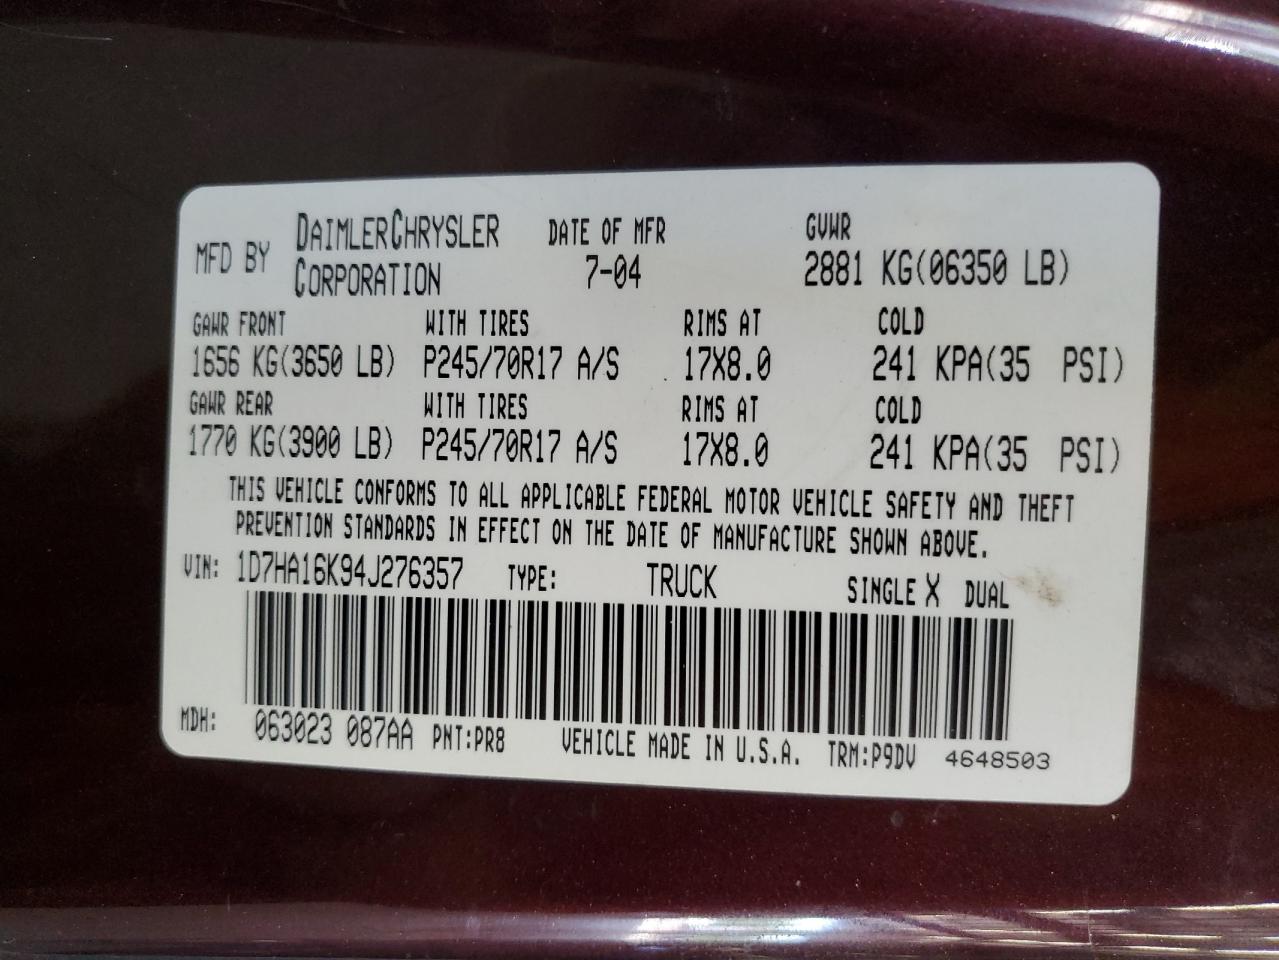 MFD BY DAIMLERCHRYSLER CORPORATION DATE OF MFR 7-04 GVWR 2881 KG(06350 LB)
GAWR FRONT WITH TIRES RIMS AT COLD
1656 KG(3650 LB) P245/70R17 A/S 17X8.0 241 KPA(35 PSI)
GAWR REAR WITH TIRES RIMS AT COLD
1770 KG(3900 LB) P245/70R17 A/S 17X8.0 241 KPA(35 PSI)
THIS VEHICLE CONFORMS TO ALL APPLICABLE FEDERAL MOTOR VEHICLE SAFETY AND THEFT
PREVENTION STANDARDS IN EFFECT ON THE DATE OF MANUFACTURE SHOWN ABOVE.
VIN: 1D7HA16K94J276357 TYPE: TRUCK SINGLE X DUAL
MDH: 063023 087AA PNT:PR8 VEHICLE MADE IN U.S.A. TRM:P9DV 4648503